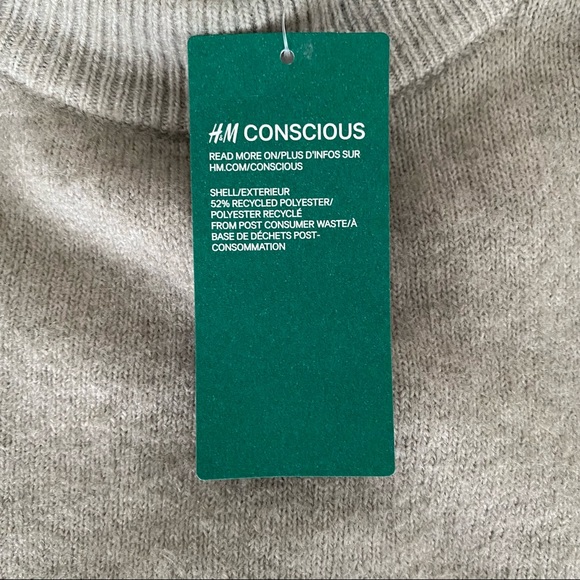 H&M CONSCIOUS
READ MORE ON/PLUS D'INFOS SUR
HM.COM/CONSCIOUS
SHELL/EXTERIEUR
52% RECYCLED POLYESTER/
POLYESTER RECYCLÉ
FROM POST CONSUMER WASTE/À
BASE DE DÉCHETS POST-
CONSOMMATION